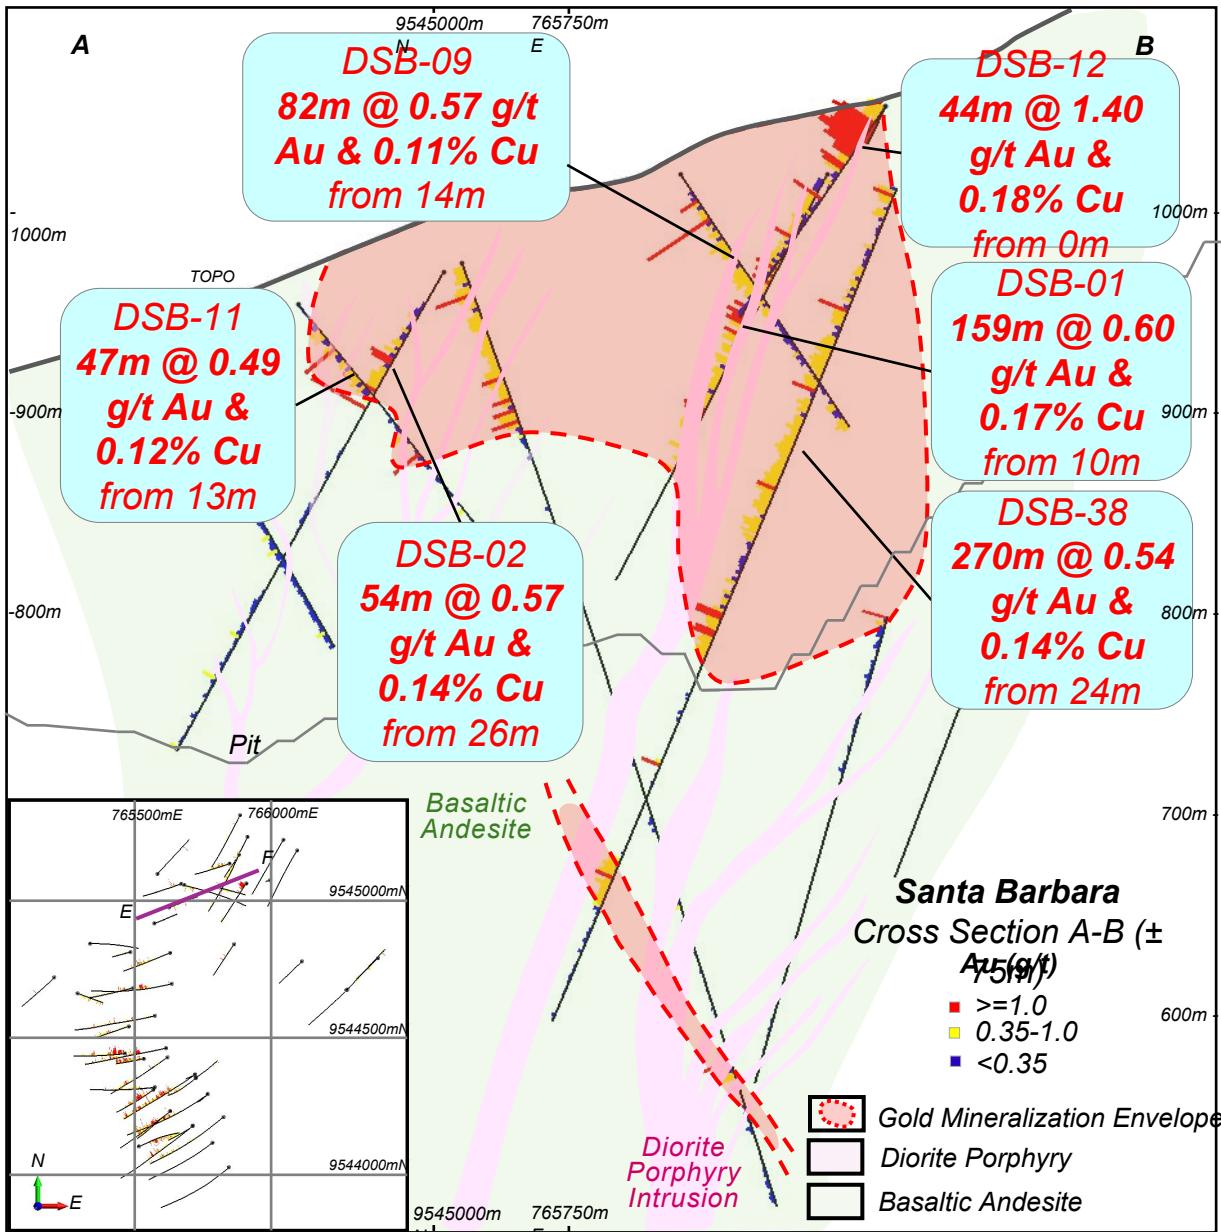 9545000m
N
765750m
E
A
B
DSB-09
82m @ 0.57 g/t
Au & 0.11% Cu
from 14m
DSB-12
44m @ 1.40
g/t Au &
0.18% Cu
from 0m
-
1000m
1000m-
TOPO
DSB-11
47m @ 0.49
g/t Au &
0.12% Cu
from 13m
DSB-01
159m @ 0.60
g/t Au &
0.17% Cu
from 10m
-900m
900m-
DSB-02
54m @ 0.57
g/t Au &
0.14% Cu
from 26m
DSB-38
270m @ 0.54
g/t Au &
0.14% Cu
from 24m
-800m
800m-
Pit
700m-
600m-
Basaltic
Andesite
Diorite
Porphyry
Intrusion
Santa Barbara
Cross Section A-B (±
75m)
Au (g/t)
>=1.0
0.35-1.0
<0.35
Gold Mineralization Envelope
Diorite Porphyry
Basaltic Andesite
765500mE
766000mE
F
E
9545000mN
9544500mN
9544000mN
N
E
9545000m
765750m